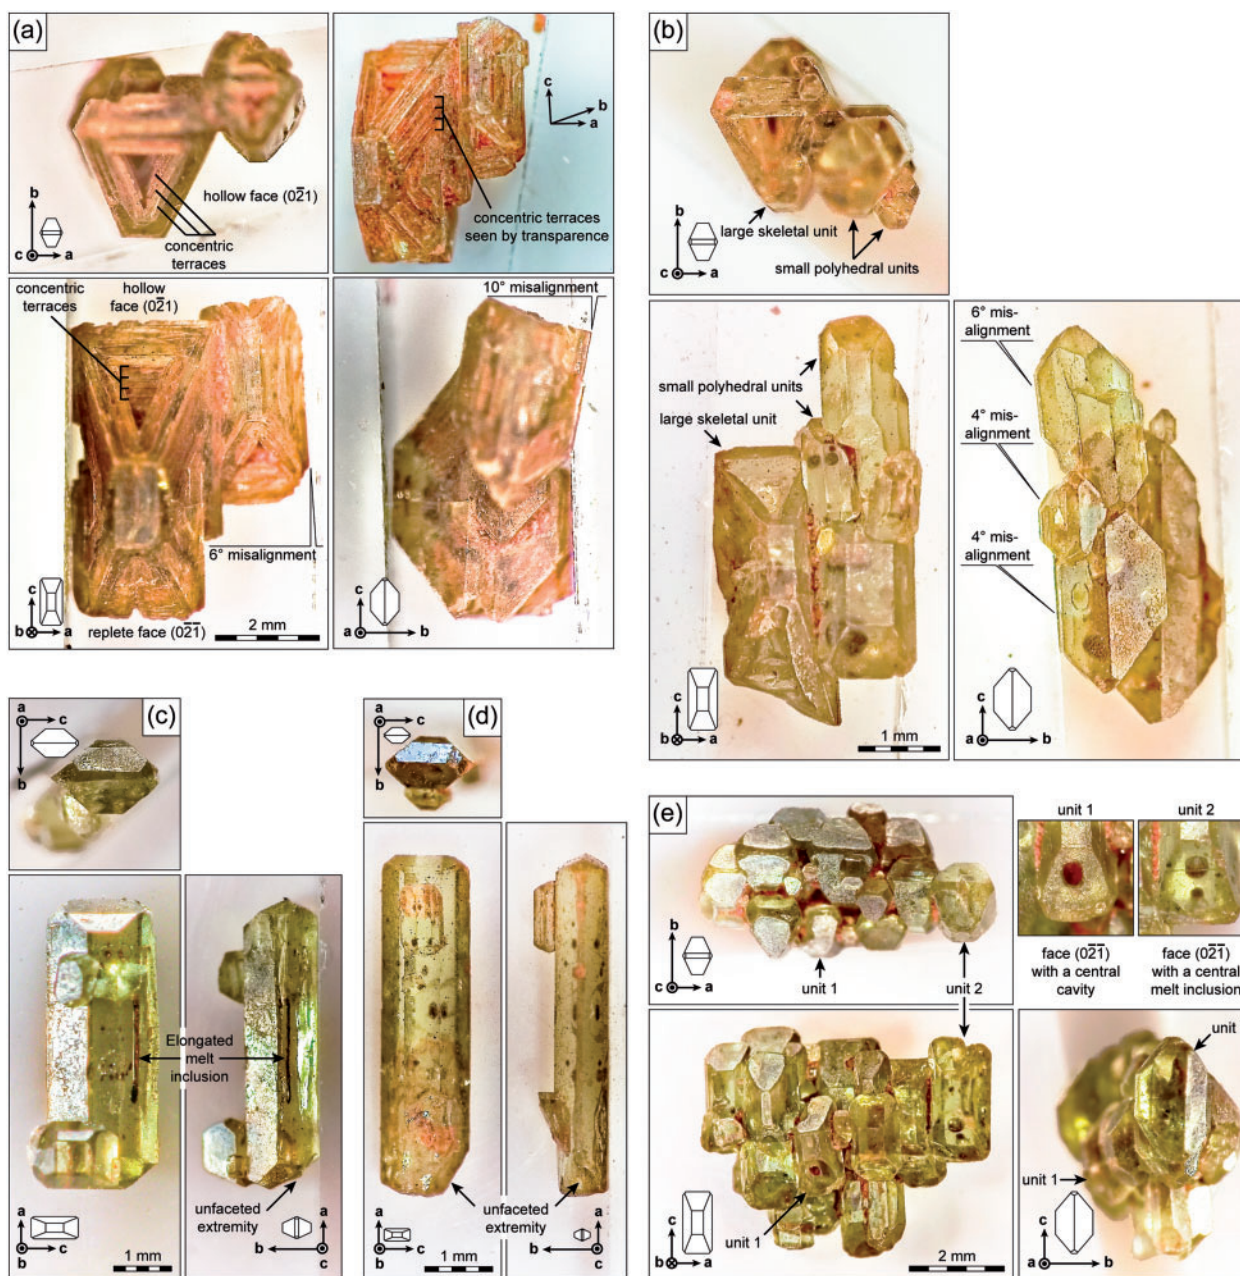 (a)
hollow face (02̄1)
concentric
terraces
b
c
a
c
b
a
concentric terraces
seen by transparence
concentric
terraces
hollow
face (02̄1)
6° misalignment
c
b
a
replete face (02̄1̄)
2 mm
10° misalignment
c
a
b
(b)
large skeletal unit
small polyhedral units
b
c
a
small polyhedral units
large skeletal unit
c
b
a
1 mm
6° mis-
alignment
4° mis-
alignment
4° mis-
alignment
c
a
b
(c)
a
c
b
Elongated
melt
inclusion
unfaceted
extremity
a
b
c
1 mm
a
b
c
(d)
a
c
b
unfaceted
extremity
a
b
c
1 mm
a
b
c
(e)
b
c
a
unit 1
unit 2
unit 1
unit 2
face (02̄1̄)
with a central
cavity
face (02̄1̄)
with a central
melt inclusion
unit 1
c
b
a
2 mm
unit
unit 1
c
a
b